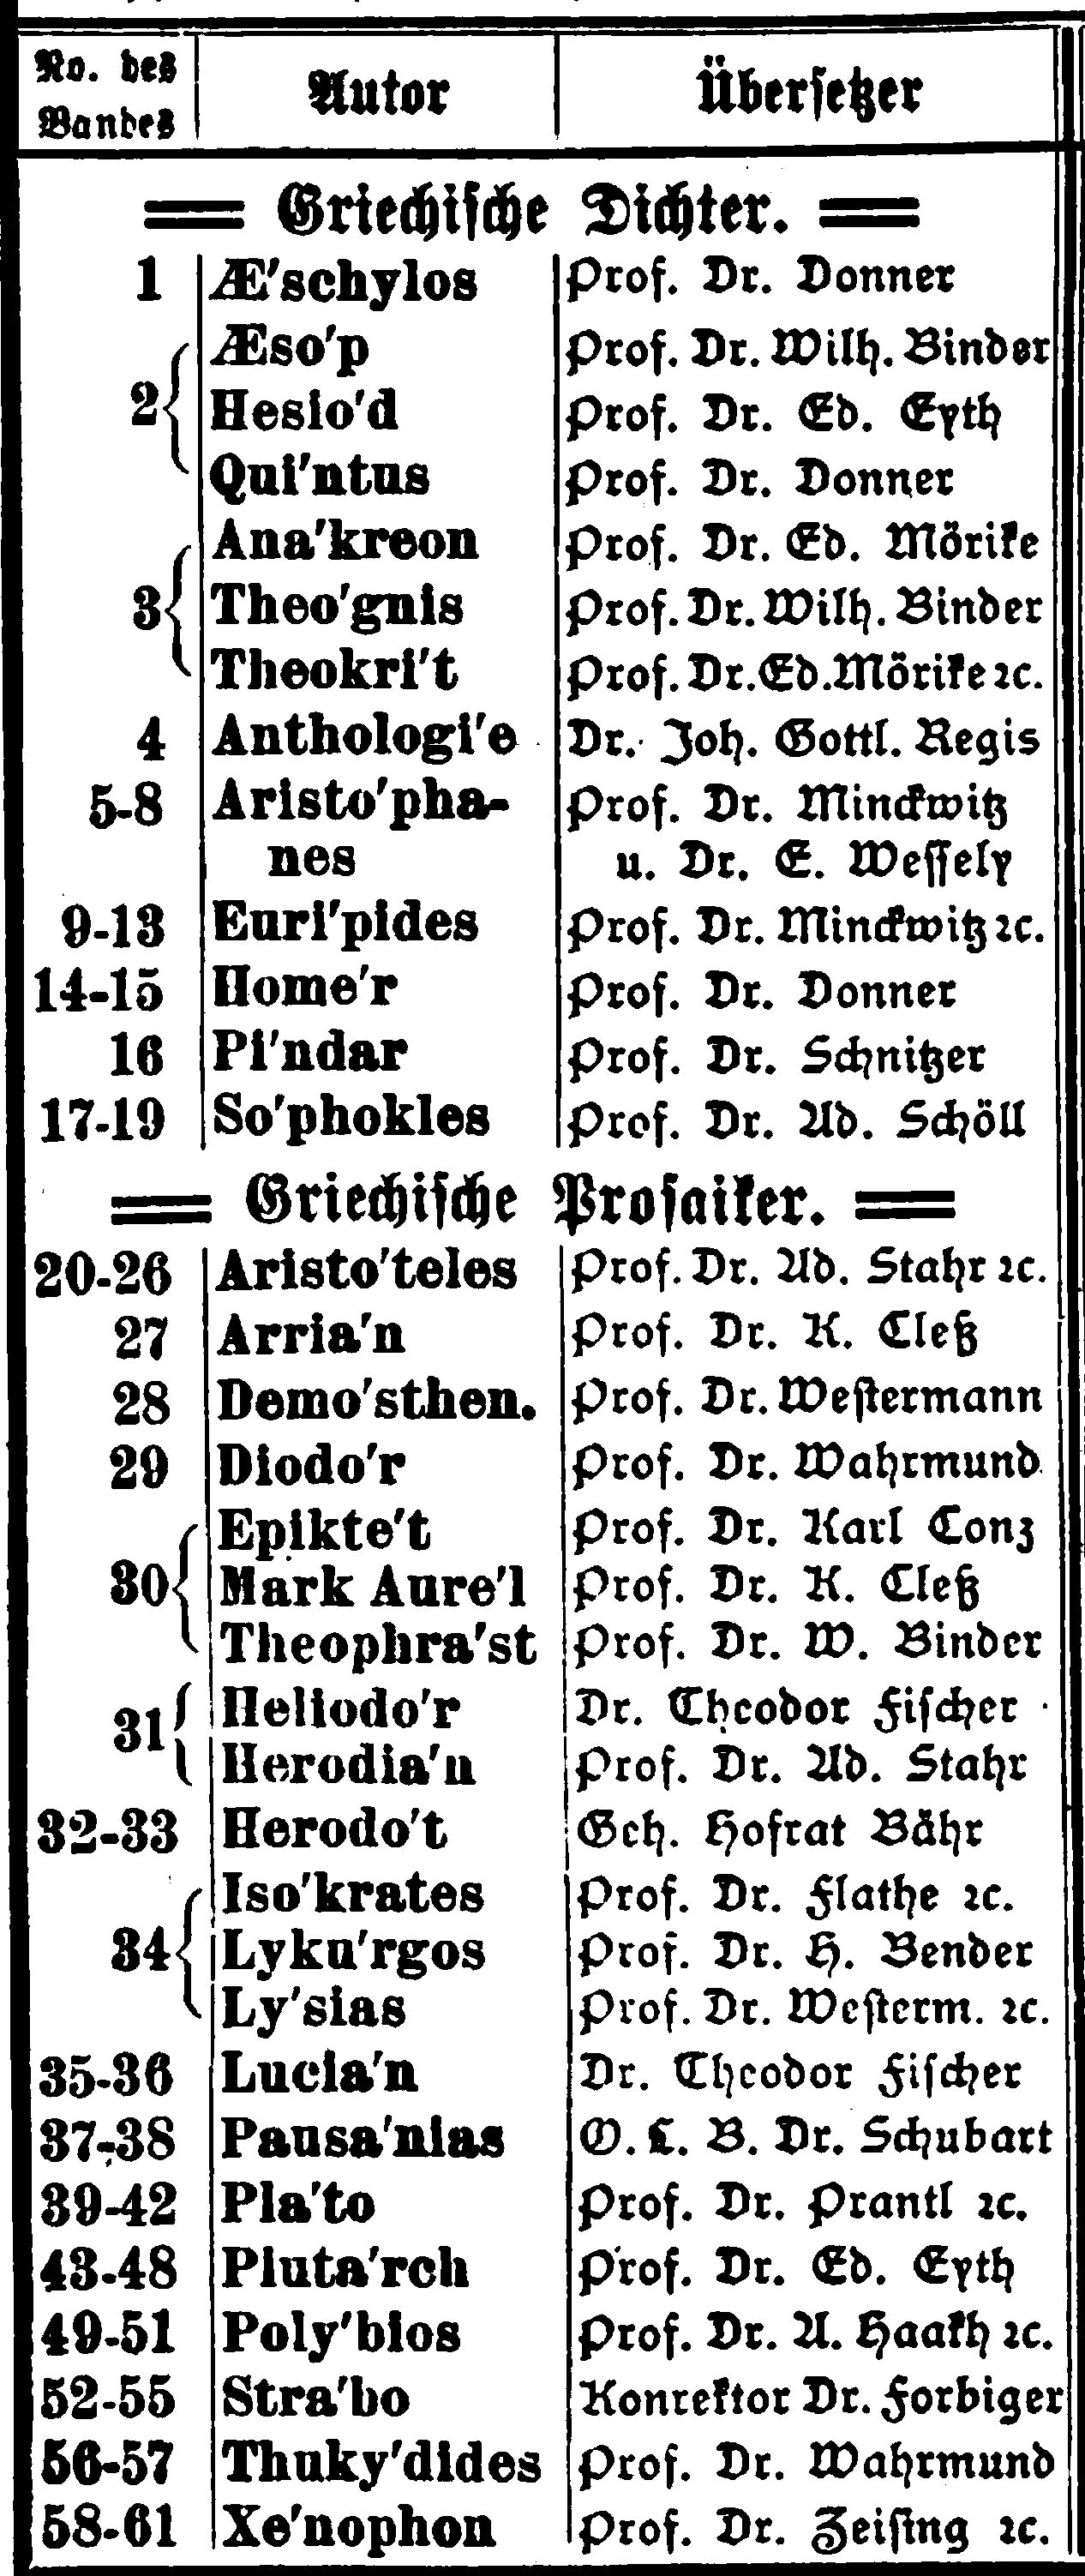 No. des Bandes | Autor | Übersetzer
Griechische Dichter.
1 Æ'schylos Prof. Dr. Donner
2 Æso'p Prof. Dr. Wilh. Binder
Hesio'd Prof. Dr. Ed. Eyth
Qui'ntus Prof. Dr. Donner
3 Ana'kreon Prof. Dr. Ed. Mörike
Theo'gnis Prof. Dr. Wilh. Binder
Theokri't Prof. Dr. Ed. Mörike ꝛc.
4 Anthologi'e Dr. Joh. Gottl. Regis
5-8 Aristo'pha- Prof. Dr. Minckwitz
nes u. Dr. E. Wessely
9-13 Euri'pides Prof. Dr. Minckwitz ꝛc.
14-15 Home'r Prof. Dr. Donner
16 Pi'ndar Prof. Dr. Schnitzer
17-19 So'phokles Prof. Dr. Ad. Schöll
Griechische Prosaiker.
20-26 Aristo'teles Prof. Dr. Ad. Stahr ꝛc.
27 Arria'n Prof. Dr. K. Cleß
28 Demo'sthen. Prof. Dr. Westermann
29 Diodo'r Prof. Dr. Wahrmund
30 Epikte't Prof. Dr. Karl Conz
Mark Aure'l Prof. Dr. K. Cleß
Theophra'st Prof. Dr. W. Binder
31 Heliodo'r Dr. Theodor Fischer
Herodia'n Prof. Dr. Ad. Stahr
32-33 Herodo't Geh. Hofrat Bähr
34 Iso'krates Prof. Dr. Flathe ꝛc.
Lyku'rgos Prof. Dr. H. Bender
Ly'sias Prof. Dr. Westerm. ꝛc.
35-36 Lucia'n Dr. Theodor Fischer
37-38 Pausa'nias O. L. B. Dr. Schubart
39-42 Pla'to Prof. Dr. Prantl ꝛc.
43-48 Pluta'rch Prof. Dr. Ed. Eyth
49-51 Poly'bios Prof. Dr. A. Haakh ꝛc.
52-55 Stra'bo Konrektor Dr. Forbiger
56-57 Thuky'dides Prof. Dr. Wahrmund
58-61 Xe'nophon Prof. Dr. Zeising ꝛc.